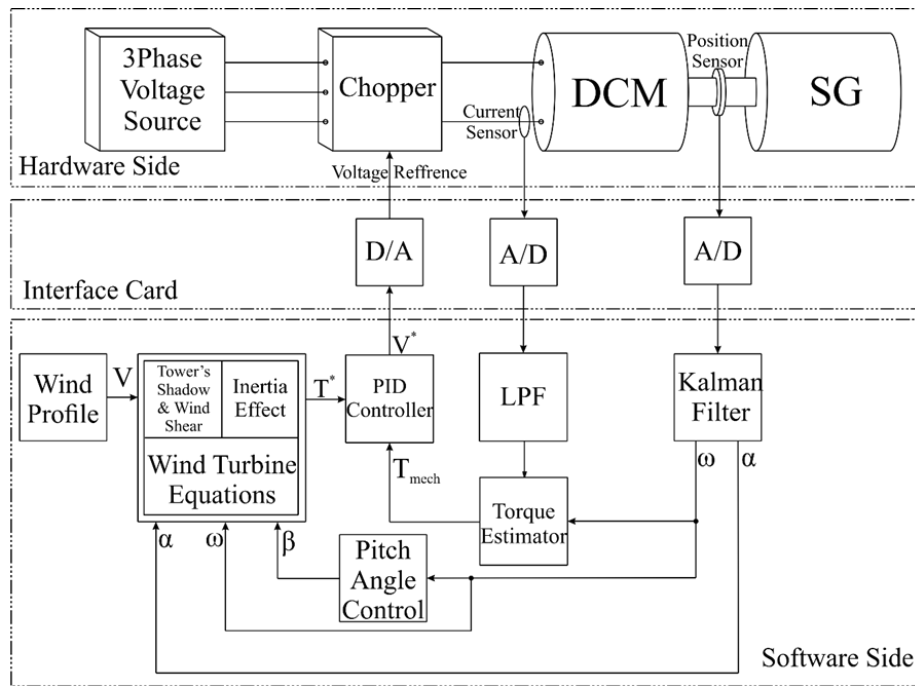 3Phase
Voltage
Source
Chopper
Current
Sensor
DCM
Position
Sensor
SG
Hardware Side
Voltage Reffrence
D/A
A/D
A/D
Interface Card
Wind
Profile
V
Tower's
Shadow
& Wind
Shear
Inertia
Effect
Wind Turbine
Equations
T*
V*
PID
Controller
LPF
Kalman
Filter
ω
α
T_mech
Torque
Estimator
α
ω
β
Pitch
Angle
Control
Software Side